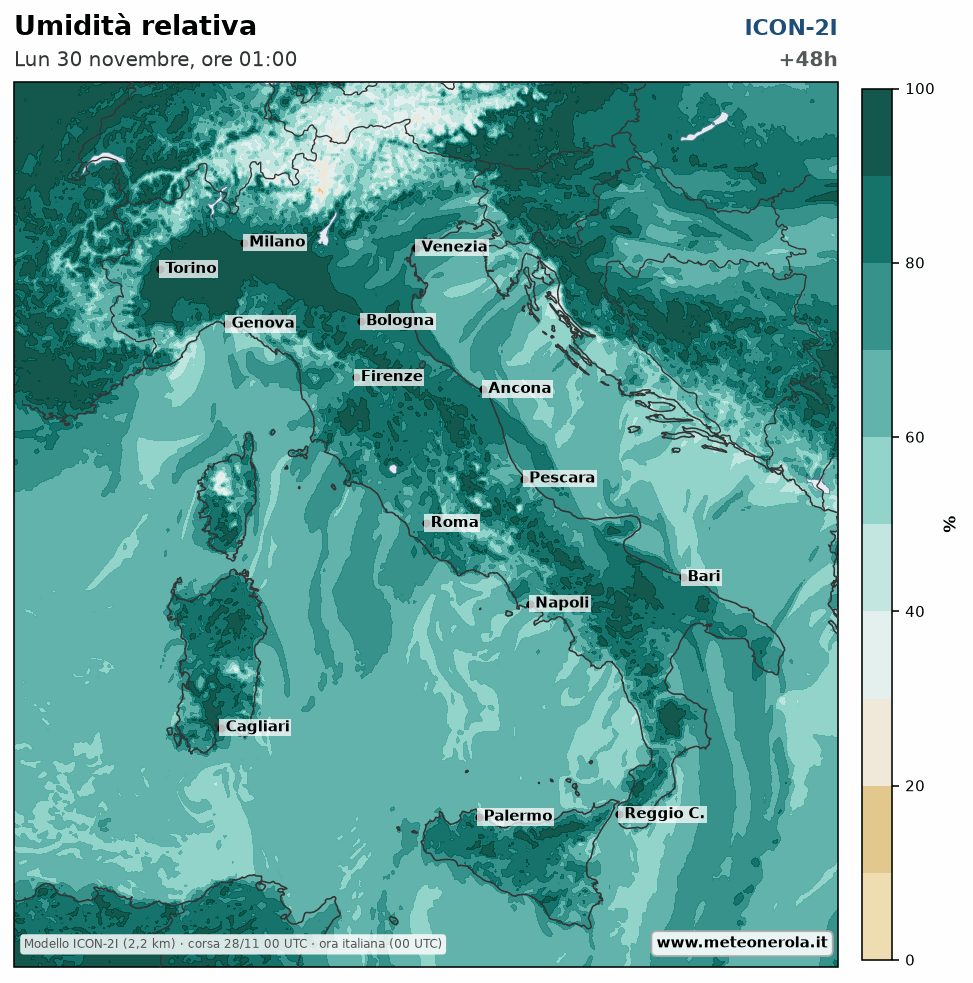 Umidità relativa
ICON-2I
Lun 30 novembre, ore 01:00
+48h
100
80
60
40
20
0
%
Milano
Venezia
Torino
Genova
Bologna
Firenze
Ancona
Pescara
Roma
Bari
Napoli
Cagliari
Palermo
Reggio C.
Modello ICON-2I (2,2 km) · corsa 28/11 00 UTC · ora italiana (00 UTC)
www.meteonerola.it